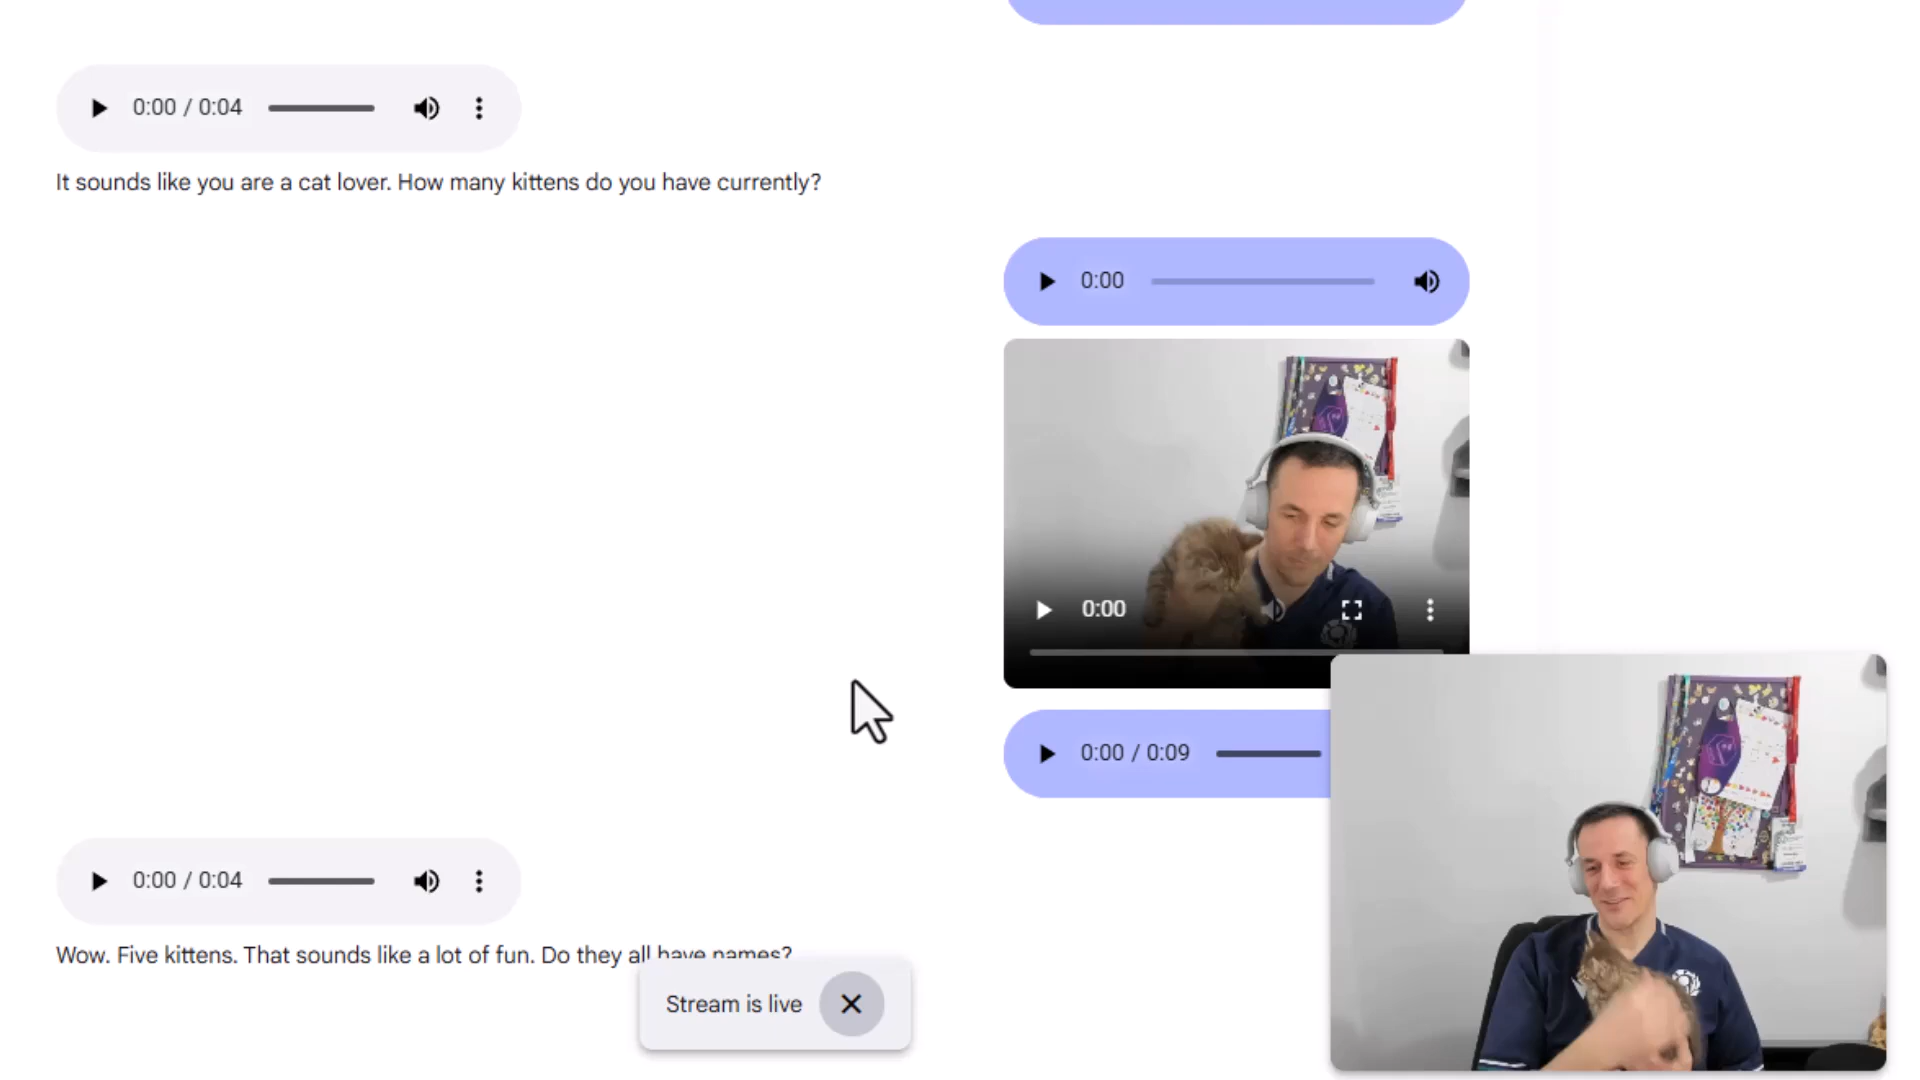 0:00 / 0:04
It sounds like you are a cat lover. How many kittens do you have currently?
0:00
0:00
0:00 / 0:09
0:00 / 0:04
Wow. Five kittens. That sounds like a lot of fun. Do they all have names?
Stream is live